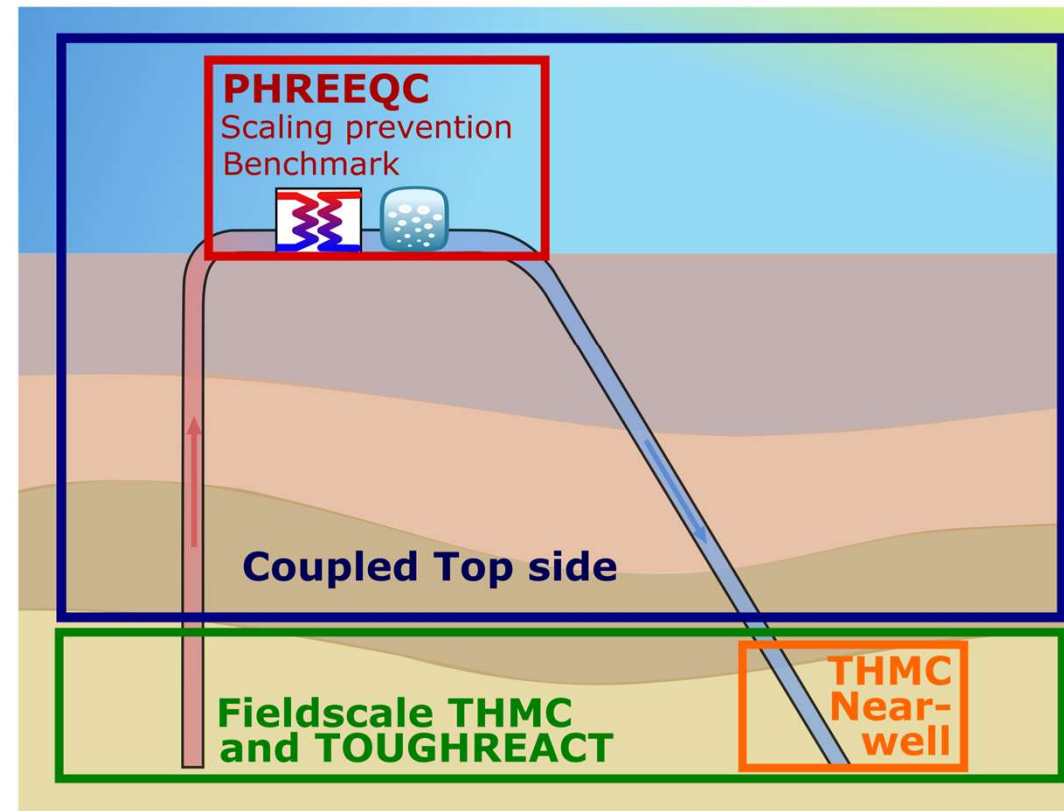 PHREEQC
Scaling prevention
Benchmark
Coupled Top side
Fieldscale THMC
and TOUGHREACT
THMC
Near-
well